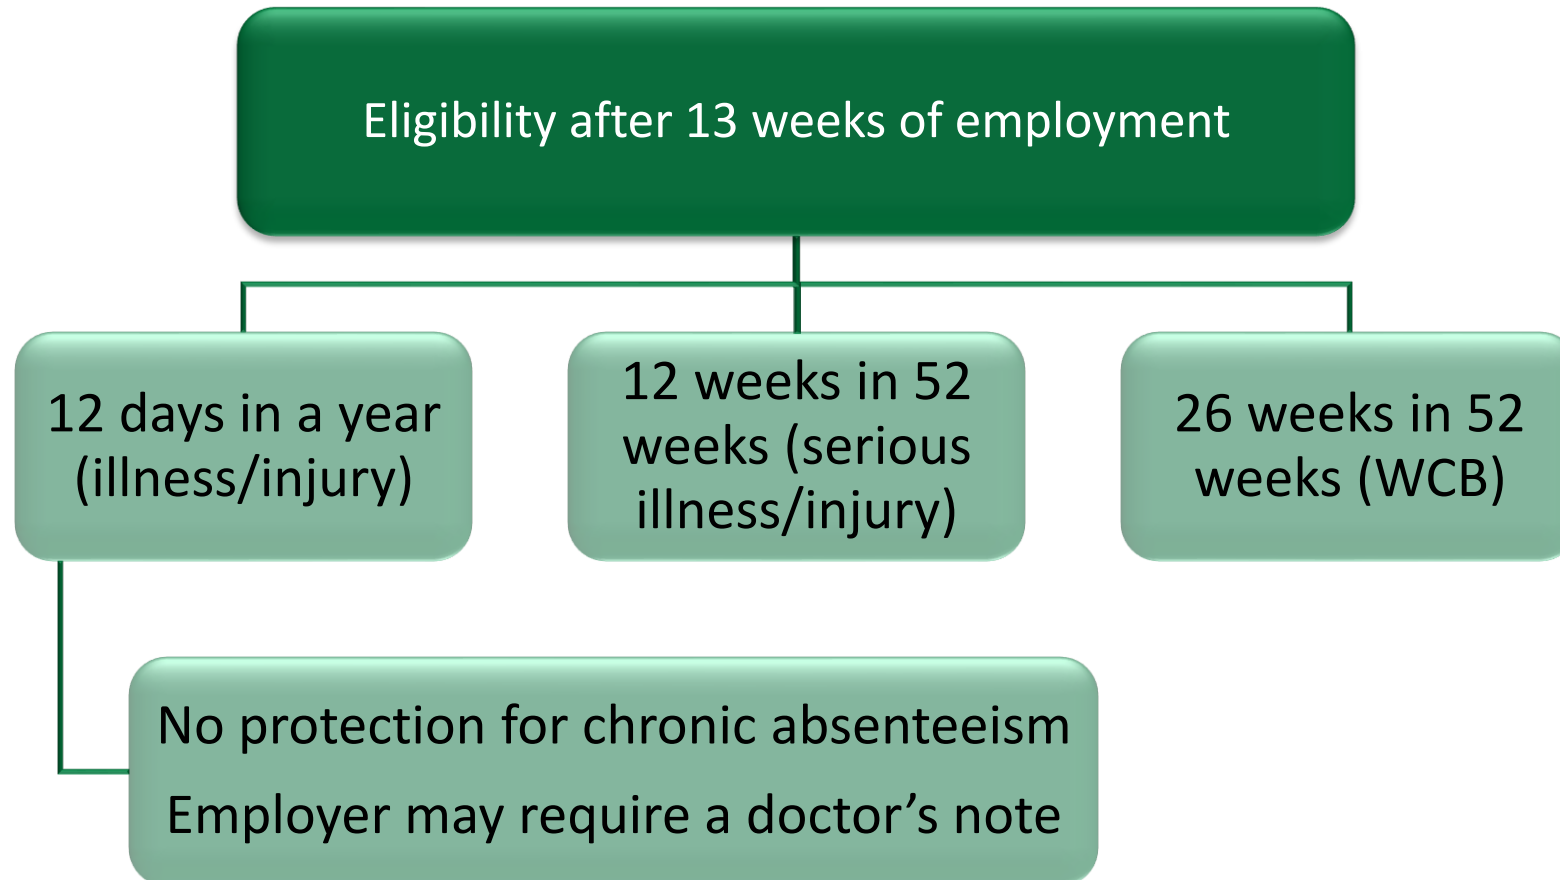 Eligibility after 13 weeks of employment
12 days in a year
(illness/injury)
12 weeks in 52
weeks (serious
illness/injury)
26 weeks in 52
weeks (WCB)
No protection for chronic absenteeism
Employer may require a doctor’s note